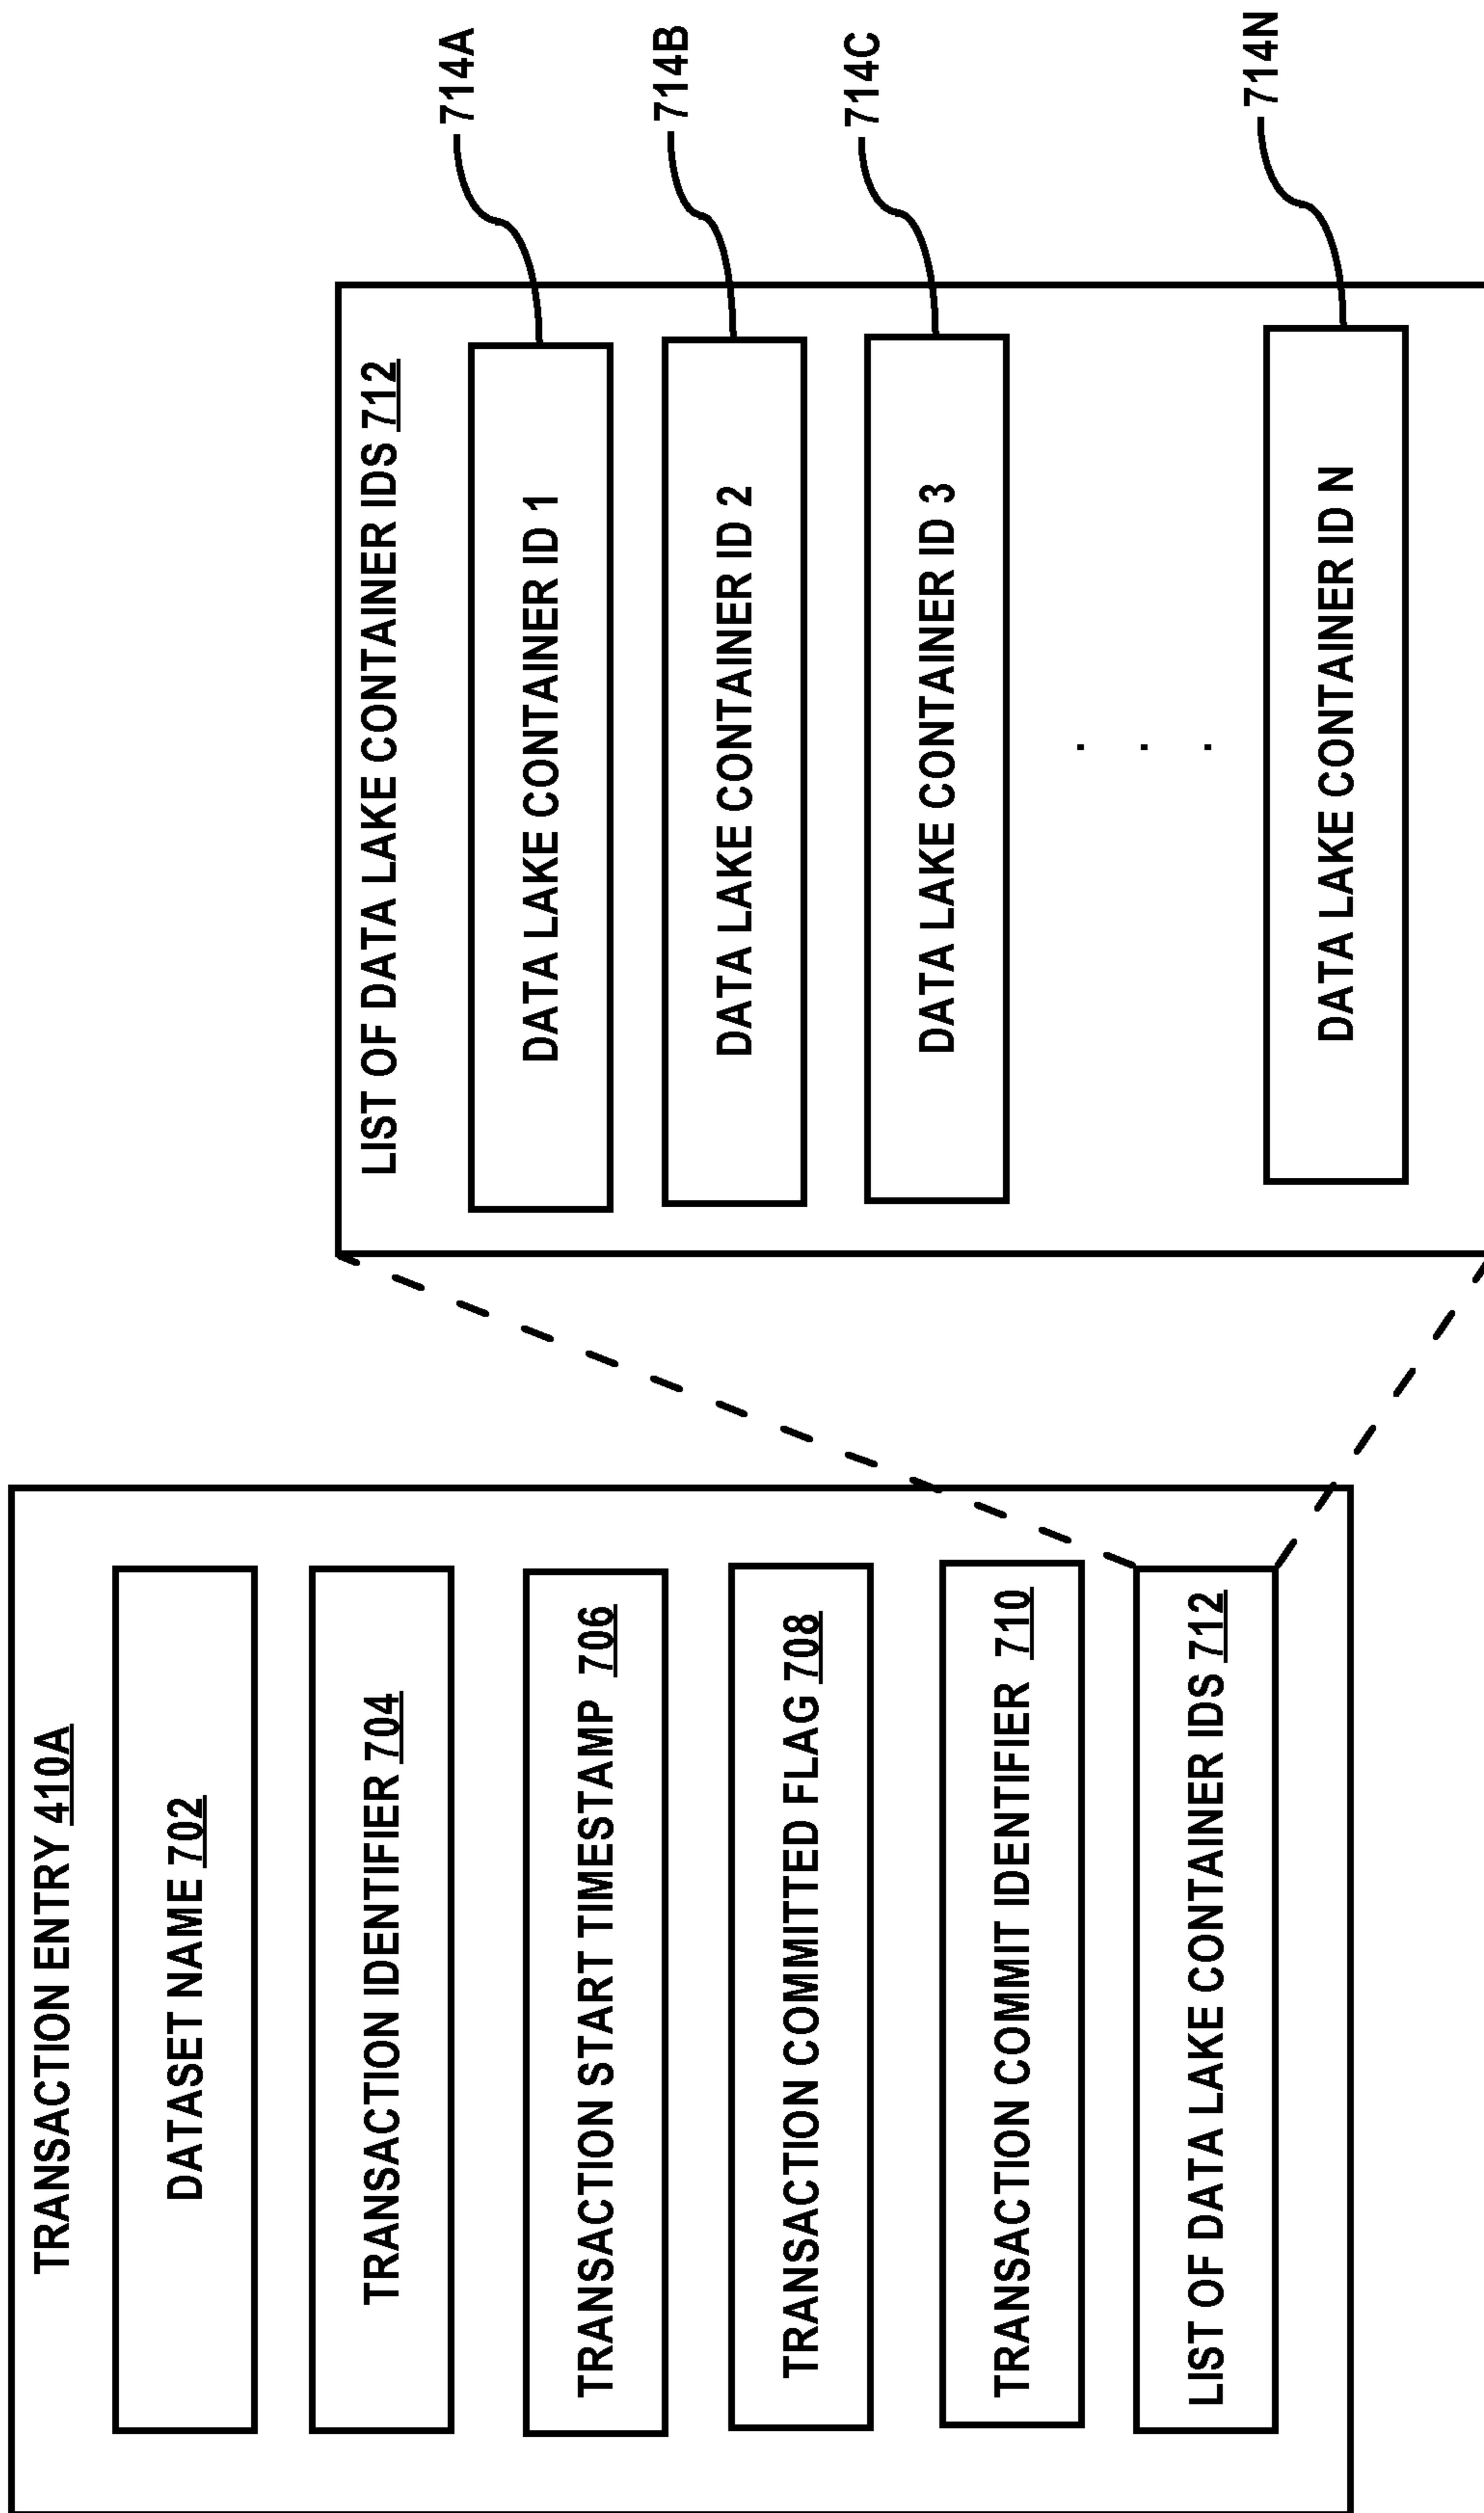 TRANSACTION ENTRY 410A
DATASET NAME 702
TRANSACTION IDENTIFIER 704
TRANSACTION START TIMESTAMP 706
TRANSACTION COMMITTED FLAG 708
TRANSACTION COMMIT IDENTIFIER 710
LIST OF DATA LAKE CONTAINER IDS 712
LIST OF DATA LAKE CONTAINER IDS 712
DATA LAKE CONTAINER ID 1
714A
DATA LAKE CONTAINER ID 2
714B
DATA LAKE CONTAINER ID 3
714C
. . .
DATA LAKE CONTAINER ID N
714N